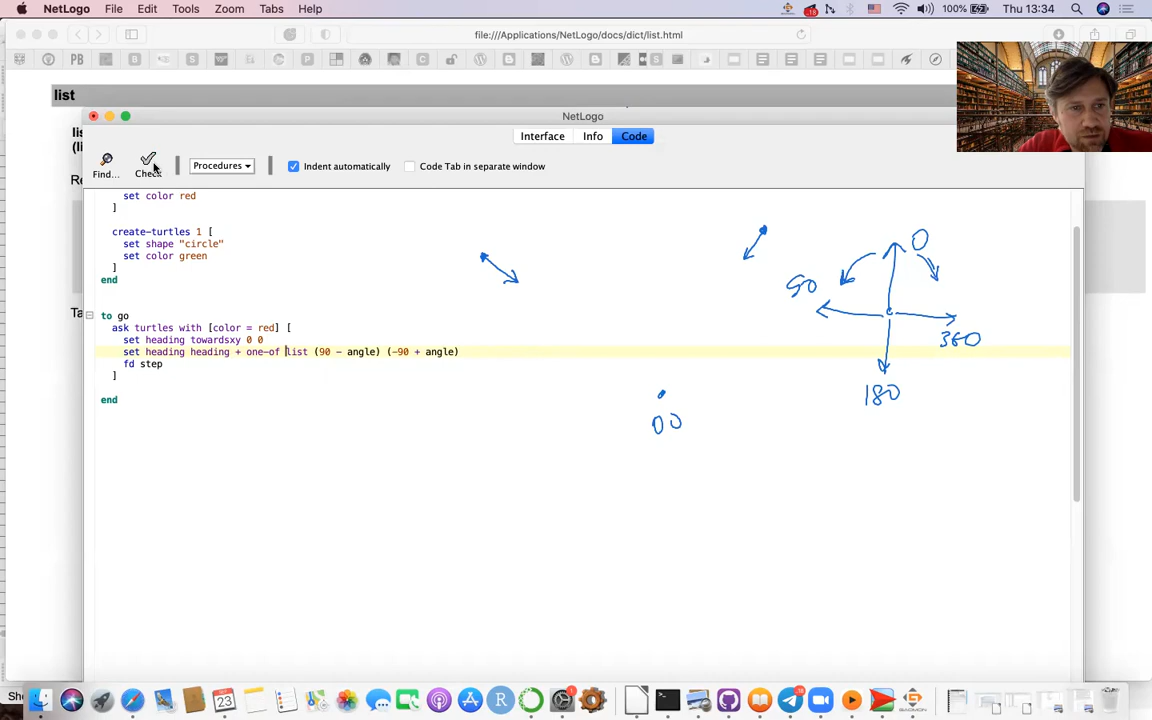 NetLogo File Edit Tools Zoom Tabs Help 100% Thu 13:34
file:///Applications/NetLogo/docs/dict/list.html
list
NetLogo
Interface Info Code
Find... Check Procedures Indent automatically Code Tab in separate window
set color red
]
create-turtles 1 [
set shape "circle"
set color green
]
end
to go
ask turtles with [color = red] [
set heading towardsxy 0 0
set heading heading + one-of list (90 - angle) (-90 + angle)
fd step
]
end
0
90
360
180
00